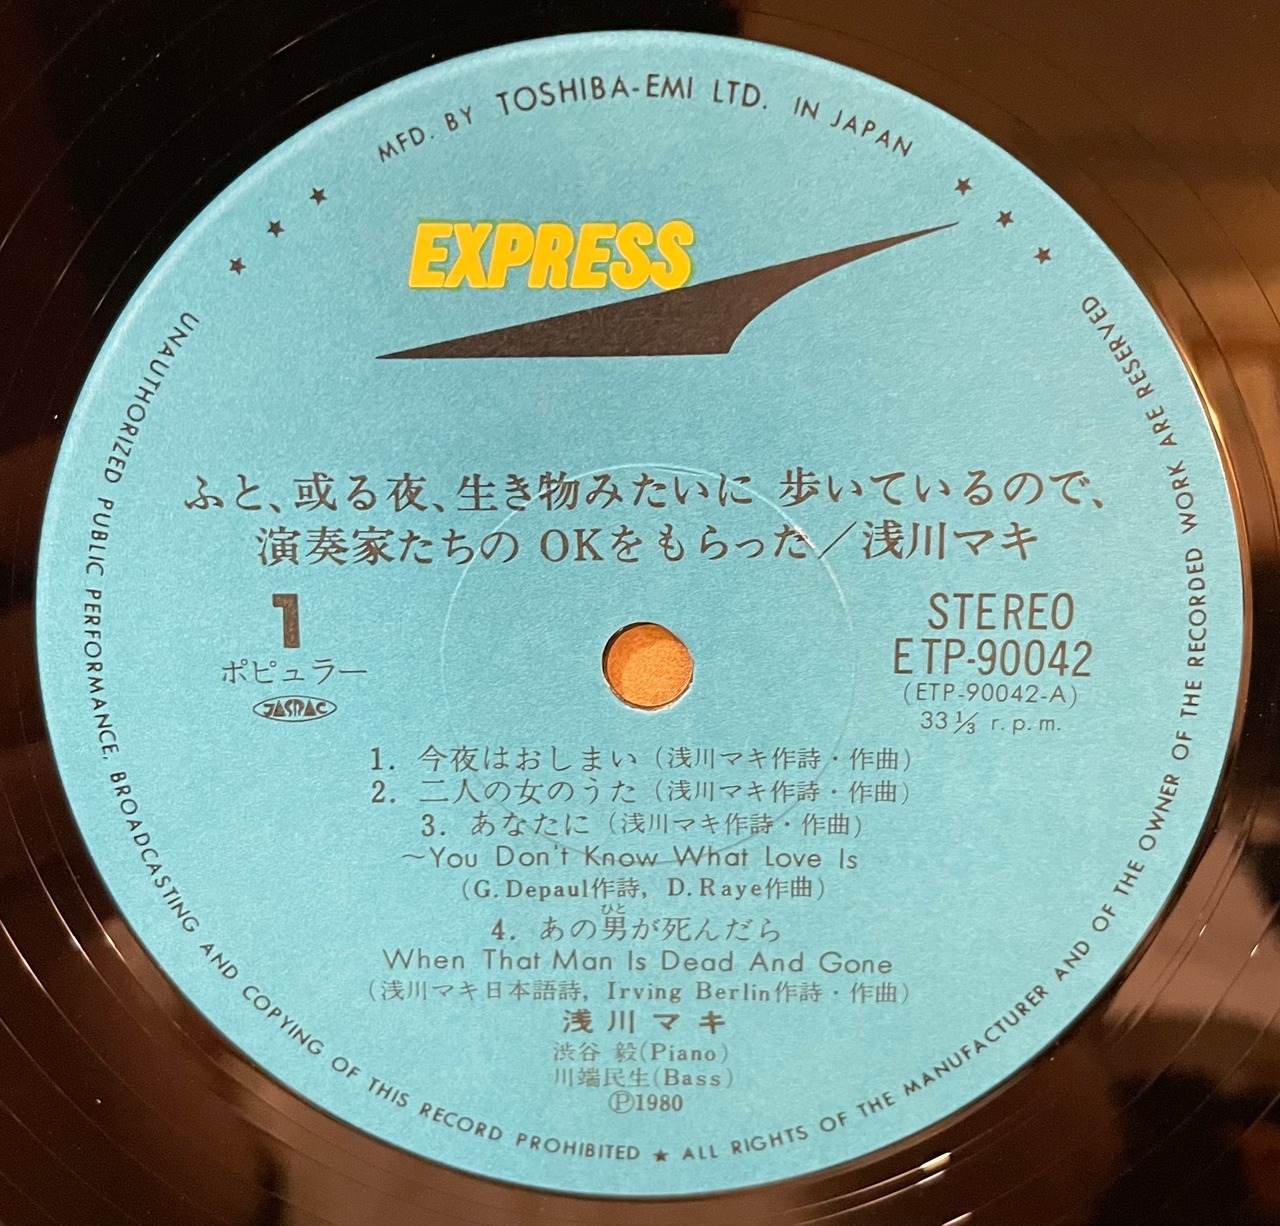 MFD. BY TOSHIBA-EMI LTD. IN JAPAN
★ ★ ★
★ ★ ★
EXPRESS
ふと、或る夜、生き物みたいに 歩いているので、
演奏家たちの OKをもらった／浅川マキ
1
ポピュラー
JASRAC
STEREO
ETP-90042
(ETP-90042-A)
33 1/3 r.p.m.
1. 今夜はおしまい（浅川マキ作詩・作曲）
2. 二人の女のうた（浅川マキ作詩・作曲）
3. あなたに（浅川マキ作詩・作曲）
～You Don't Know What Love Is
（G.Depaul作詩, D.Raye作曲）
ひと
4. あの男が死んだら
When That Man Is Dead And Gone
（浅川マキ日本語詩, Irving Berlin作詩・作曲）
浅川マキ
渋谷 毅(Piano)
川端民生(Bass)
Ⓟ1980
UNAUTHORIZED PUBLIC PERFORMANCE, BROADCASTING AND COPYING OF THIS RECORD PROHIBITED ★ ALL RIGHTS OF THE MANUFACTURER AND OF THE OWNER OF THE RECORDED WORK ARE RESERVED